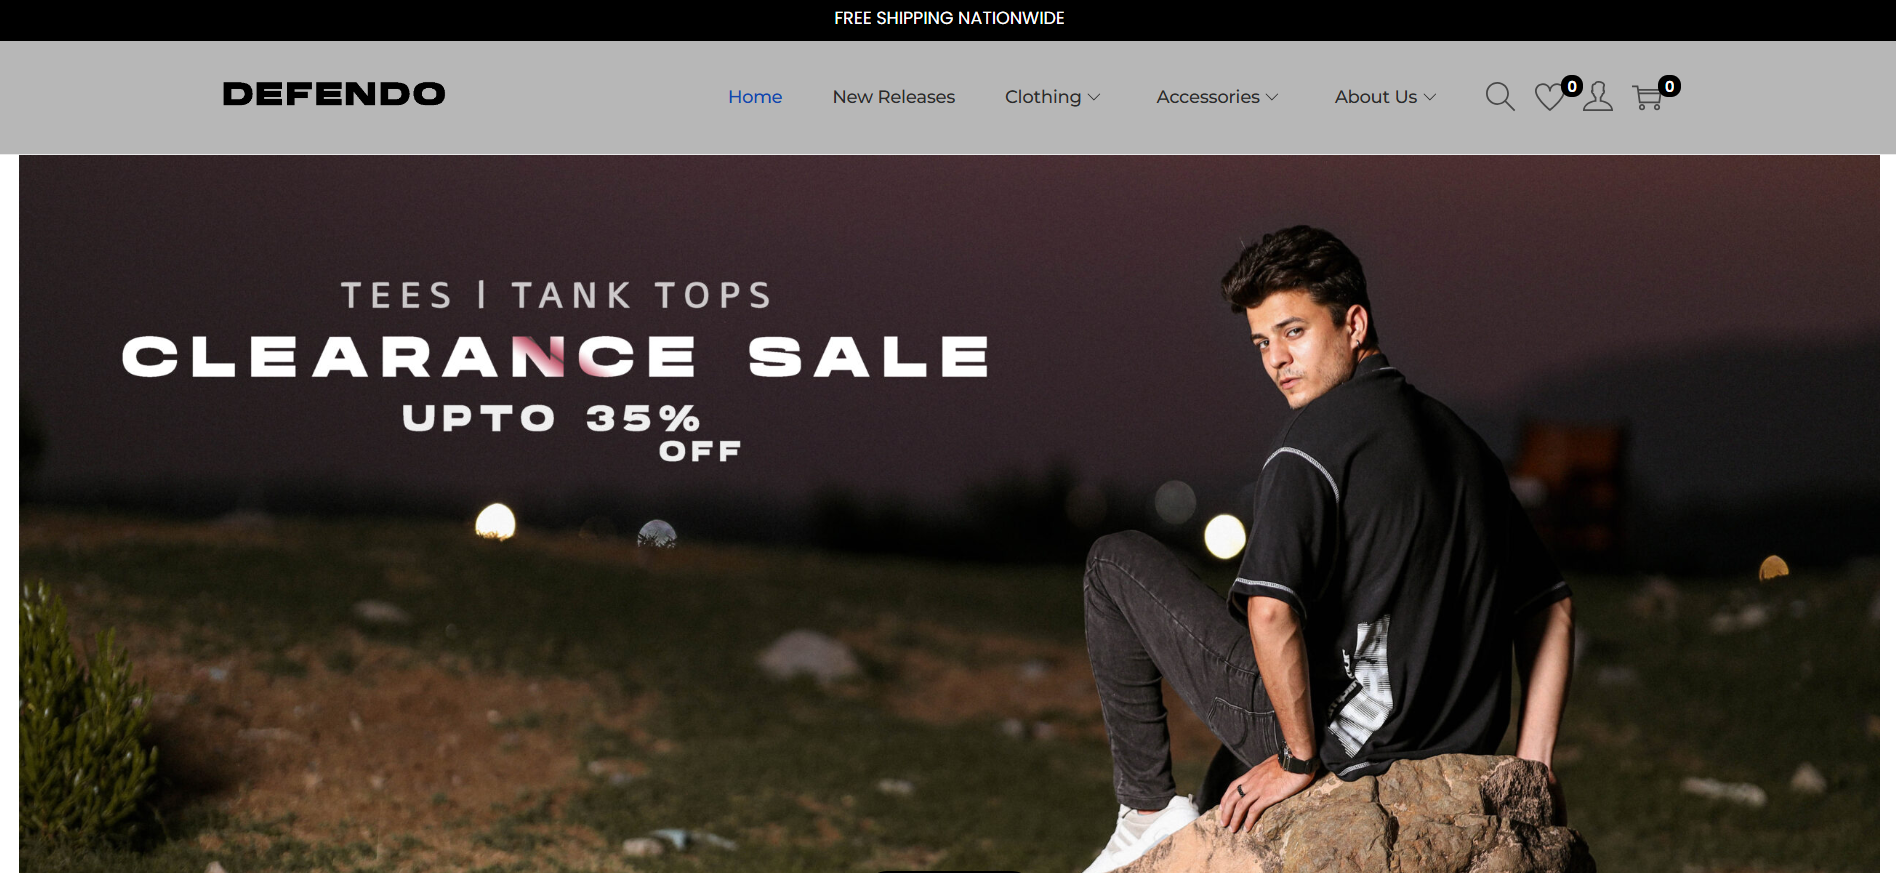 FREE SHIPPING NATIONWIDE
DEFENDO
Home New Releases Clothing Accessories About Us 0 0
TEES | TANK TOPS
CLEARANCE SALE
UPTO 35%
OFF